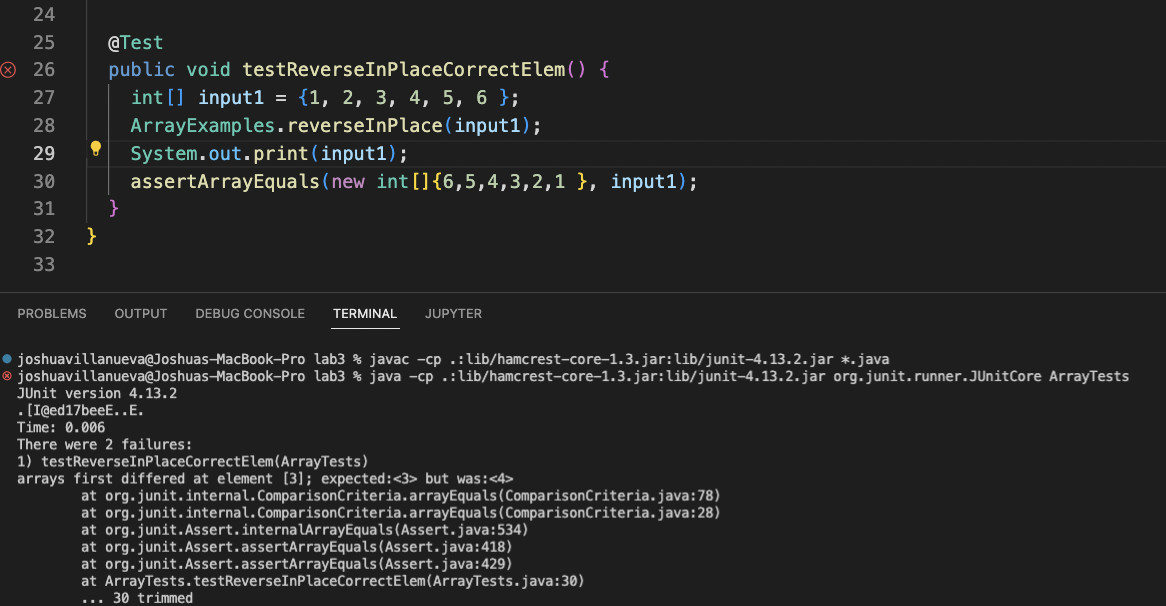 24
25 @Test
26 public void testReverseInPlaceCorrectElem() {
27 int[] input1 = {1, 2, 3, 4, 5, 6 };
28 ArrayExamples.reverseInPlace(input1);
29 System.out.print(input1);
30 assertArrayEquals(new int[]{6,5,4,3,2,1 }, input1);
31 }
32 }
33
PROBLEMS OUTPUT DEBUG CONSOLE TERMINAL JUPYTER
joshuavillanueva@Joshuas-MacBook-Pro lab3 % javac -cp .:lib/hamcrest-core-1.3.jar:lib/junit-4.13.2.jar *.java
joshuavillanueva@Joshuas-MacBook-Pro lab3 % java -cp .:lib/hamcrest-core-1.3.jar:lib/junit-4.13.2.jar org.junit.runner.JUnitCore ArrayTests
JUnit version 4.13.2
.[I@ed17beeE..E.
Time: 0.006
There were 2 failures:
1) testReverseInPlaceCorrectElem(ArrayTests)
arrays first differed at element [3]; expected:<3> but was:<4>
at org.junit.internal.ComparisonCriteria.arrayEquals(ComparisonCriteria.java:78)
at org.junit.internal.ComparisonCriteria.arrayEquals(ComparisonCriteria.java:28)
at org.junit.Assert.internalArrayEquals(Assert.java:534)
at org.junit.Assert.assertArrayEquals(Assert.java:418)
at org.junit.Assert.assertArrayEquals(Assert.java:429)
at ArrayTests.testReverseInPlaceCorrectElem(ArrayTests.java:30)
... 30 trimmed